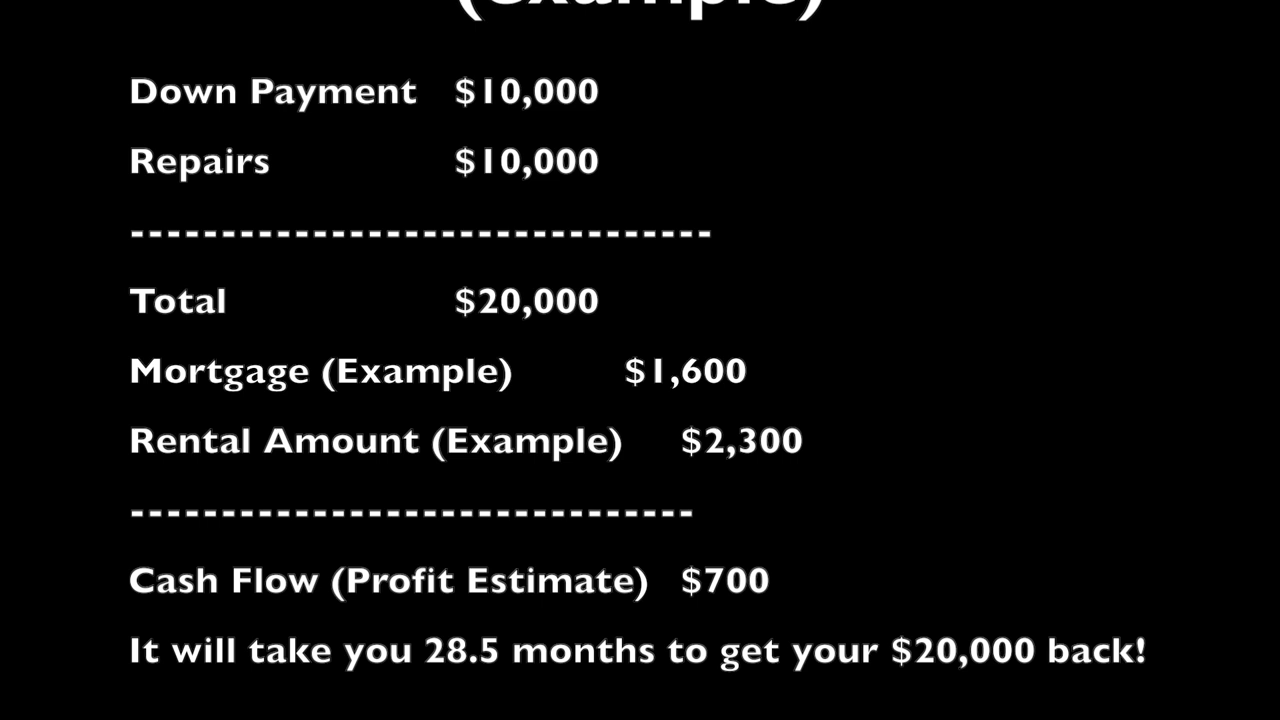 (example)
Down Payment $10,000
Repairs $10,000
--------------------------------
Total $20,000
Mortgage (Example) $1,600
Rental Amount (Example) $2,300
-------------------------------
Cash Flow (Profit Estimate) $700
It will take you 28.5 months to get your $20,000 back!